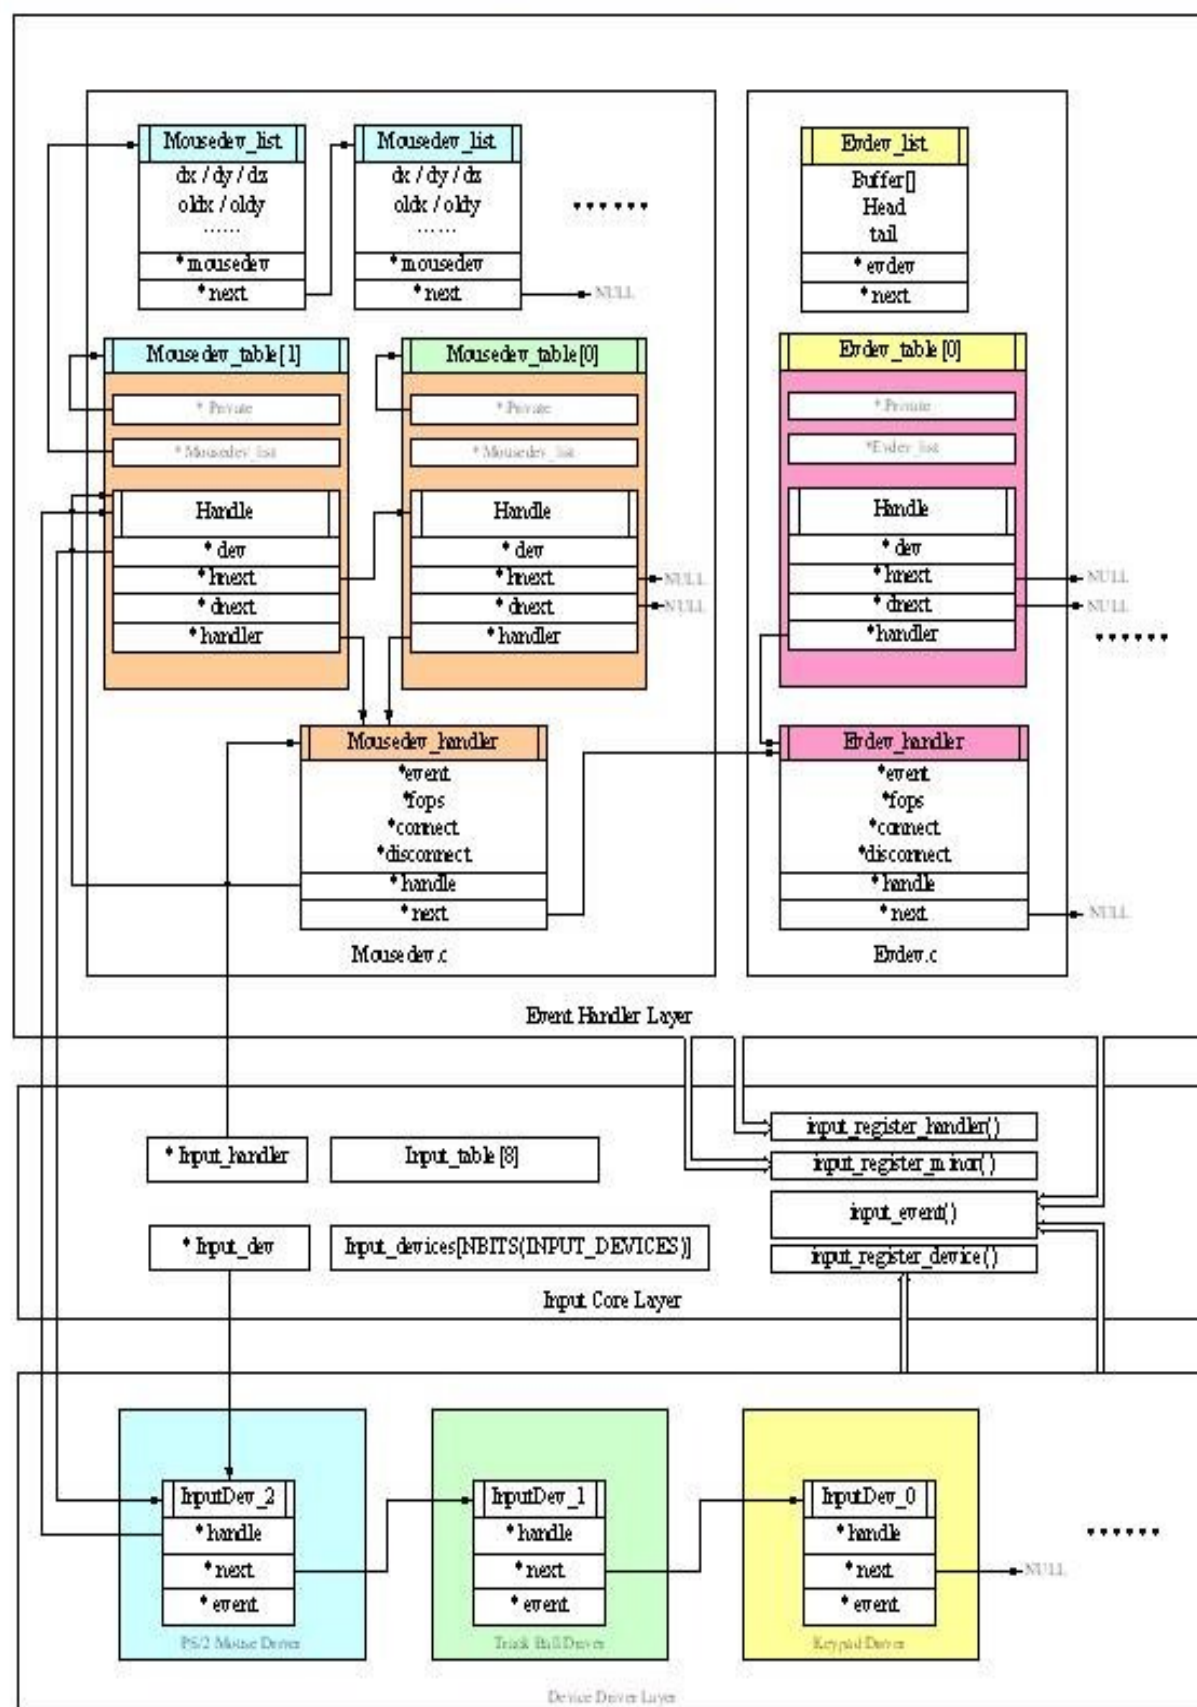 Mousedev_list
dx / dy / dz
oldx / oldy
......
* mousedev
* next
Mousedev_list
dx / dy / dz
oldx / oldy
... ...
* mousedev
* next
NULL
......
Evdev_list
Buffer[]
Head
tail
* evdev
* next
Mousedev_table[1]
* Private
* Mousedev_list
Handle
* dev
* hnext
* dnext
* handler
Mousedev_table[0]
* Private
* Mousedev_list
Handle
* dev
* hnext
NULL
* dnext
NULL
* handler
Evdev_table[0]
* Private
*Evdev_list
Handle
* dev
* hnext
NULL
* dnext
NULL
*handler
......
Mousedev_handler
*event
*fops
*connect
*disconnect
* handle
* next
Mousedev.c
Evdev_handler
*event
*fops
*connect
*disconnect
* handle
* next
NULL
Evdev.c
Event Handler Layer
* Input_handler
Input_table[8]
input_register_handler()
input_register_minor()
input_event()
input_register_device()
* Input_dev
Input_devices[NBITS(INPUT_DEVICES)]
Input Core Layer
InputDev_2
* handle
* next
* event
PS/2 Mouse Driver
InputDev_1
* handle
* next
* event
Track Ball Driver
InputDev_0
* handle
* next
* event
NULL
Keypad Driver
......
Device Driver Layer